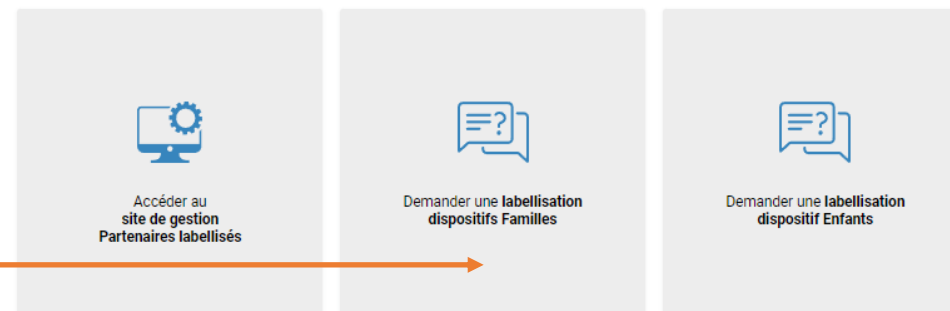 Accéder au
site de gestion
Partenaires labellisés
Demander une labellisation
dispositifs Familles
Demander une labellisation
dispositif Enfants